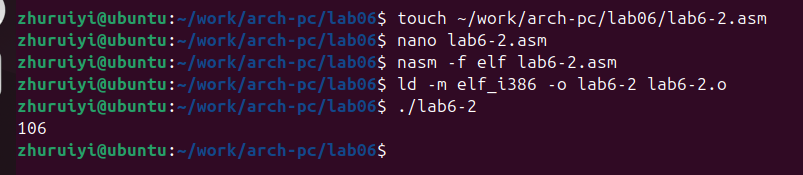 zhuruiyi@ubuntu:~/work/arch-pc/lab06$ touch ~/work/arch-pc/lab06/lab6-2.asm
zhuruiyi@ubuntu:~/work/arch-pc/lab06$ nano lab6-2.asm
zhuruiyi@ubuntu:~/work/arch-pc/lab06$ nasm -f elf lab6-2.asm
zhuruiyi@ubuntu:~/work/arch-pc/lab06$ ld -m elf_i386 -o lab6-2 lab6-2.o
zhuruiyi@ubuntu:~/work/arch-pc/lab06$ ./lab6-2
106
zhuruiyi@ubuntu:~/work/arch-pc/lab06$